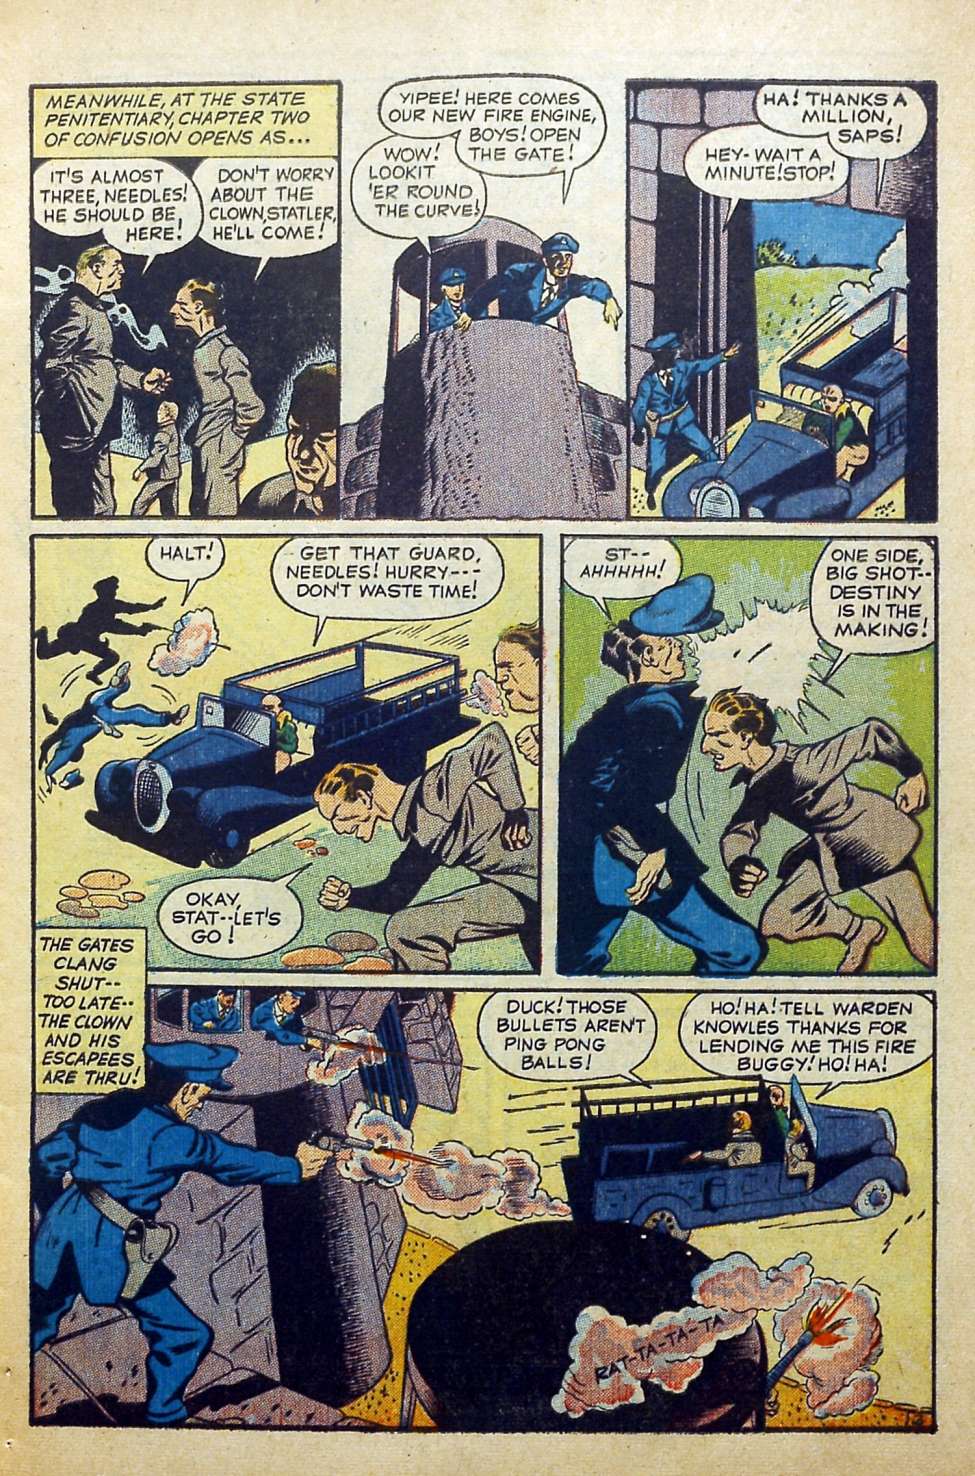 MEANWHILE, AT THE STATE
PENITENTIARY, CHAPTER TWO
OF CONFUSION OPENS AS...
IT'S ALMOST
THREE, NEEDLES!
HE SHOULD BE
HERE!
DON'T WORRY
ABOUT THE
CLOWN, STATLER,
HE'LL COME!
YIPEE! HERE COMES
OUR NEW FIRE ENGINE,
BOYS! OPEN
THE GATE!
WOW!
LOOKIT
'ER ROUND
THE CURVE!
HA! THANKS A
MILLION,
SAPS!
HEY-WAIT A
MINUTE! STOP!
HALT!
GET THAT GUARD,
NEEDLES! HURRY---
DON'T WASTE TIME!
OKAY,
STAT--LET'S
GO!
ST--
AHHHHH!
ONE SIDE,
BIG SHOT--
DESTINY
IS IN THE
MAKING!
THE GATES
CLANG
SHUT--
TOO LATE--
THE CLOWN
AND HIS
ESCAPEES
ARE THRU!
DUCK! THOSE
BULLETS AREN'T
PING PONG
BALLS!
HO! HA! TELL WARDEN
KNOWLES THANKS FOR
LENDING ME THIS FIRE
BUGGY! HO! HA!
RAT-TA-TA-TA